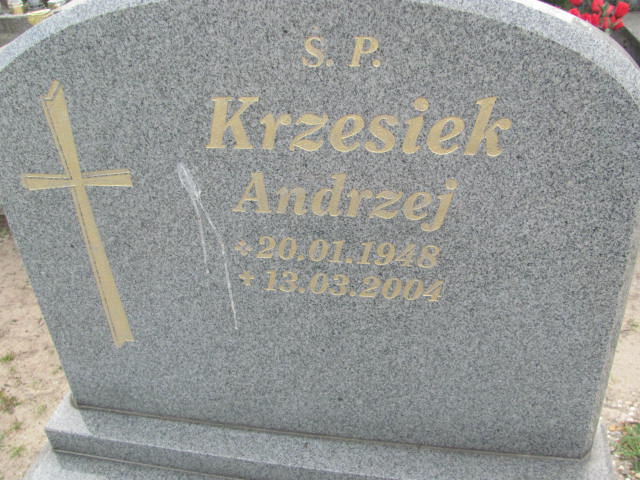 Ś. P.
Krzesiek
Andrzej
* 20.01.1948
+ 13.03.2004